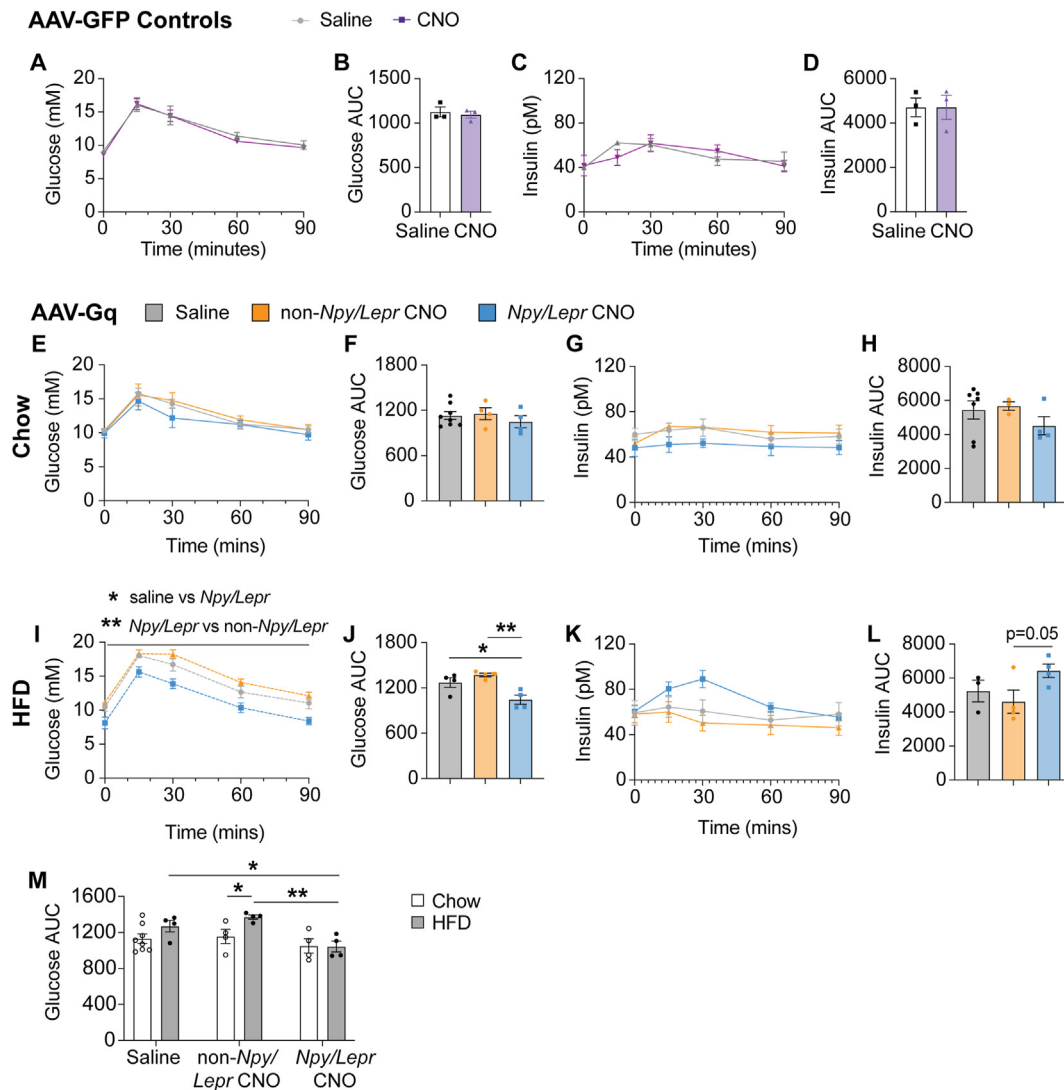 AAV-GFP Controls Saline CNO
A B C D
20 15 10 5 0
Glucose (mM)
0 30 60 90
Time (minutes)
1500 1000 500 0
Glucose AUC
Saline CNO
120 80 40 0
Insulin (pM)
0 30 60 90
Time (minutes)
6000 4000 2000 0
Insulin AUC
Saline CNO
AAV-Gq Saline non-Npy/Lepr CNO Npy/Lepr CNO
Chow
E F G H
20 15 10 5 0
Glucose (mM)
0 30 60 90
Time (mins)
1800 1200 600 0
Glucose AUC
120 80 40 0
Insulin (pM)
0 30 60 90
Time (mins)
8000 6000 4000 2000 0
Insulin AUC
* saline vs Npy/Lepr
** Npy/Lepr vs non-Npy/Lepr
HFD
I J K L
20 15 10 5 0
Glucose (mM)
0 30 60 90
Time (mins)
1800 1200 600 0
Glucose AUC
**
*
120 80 40 0
Insulin (pM)
0 30 60 90
Time (mins)
8000 6000 4000 2000 0
Insulin AUC
p=0.05
M
1600 1200 800 400 0
Glucose AUC
*
* **
Saline non-Npy/ Npy/Lepr
Lepr CNO CNO
Chow
HFD